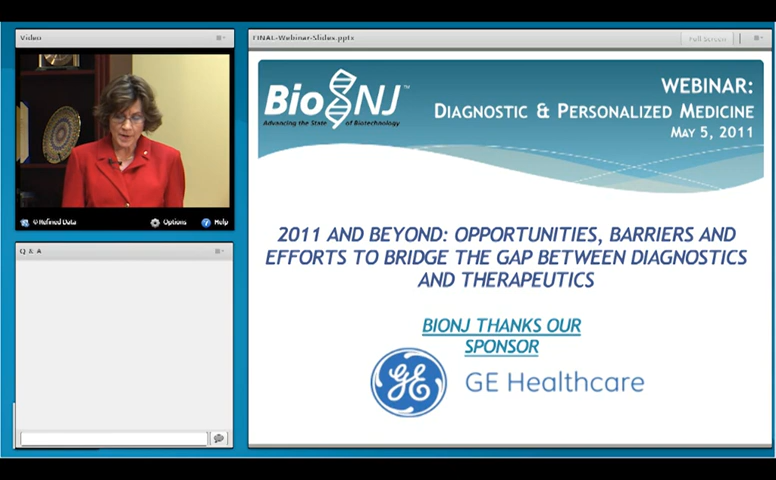 Video
FINAL-Webinar-Slides.pptx
Full Screen
BioNJ™
Advancing the State of Biotechnology
WEBINAR:
DIAGNOSTIC & PERSONALIZED MEDICINE
MAY 5, 2011
© Refined Data
Options
Help
Q & A
2011 AND BEYOND: OPPORTUNITIES, BARRIERS AND
EFFORTS TO BRIDGE THE GAP BETWEEN DIAGNOSTICS
AND THERAPEUTICS
BIONJ THANKS OUR
SPONSOR
GE
GE Healthcare